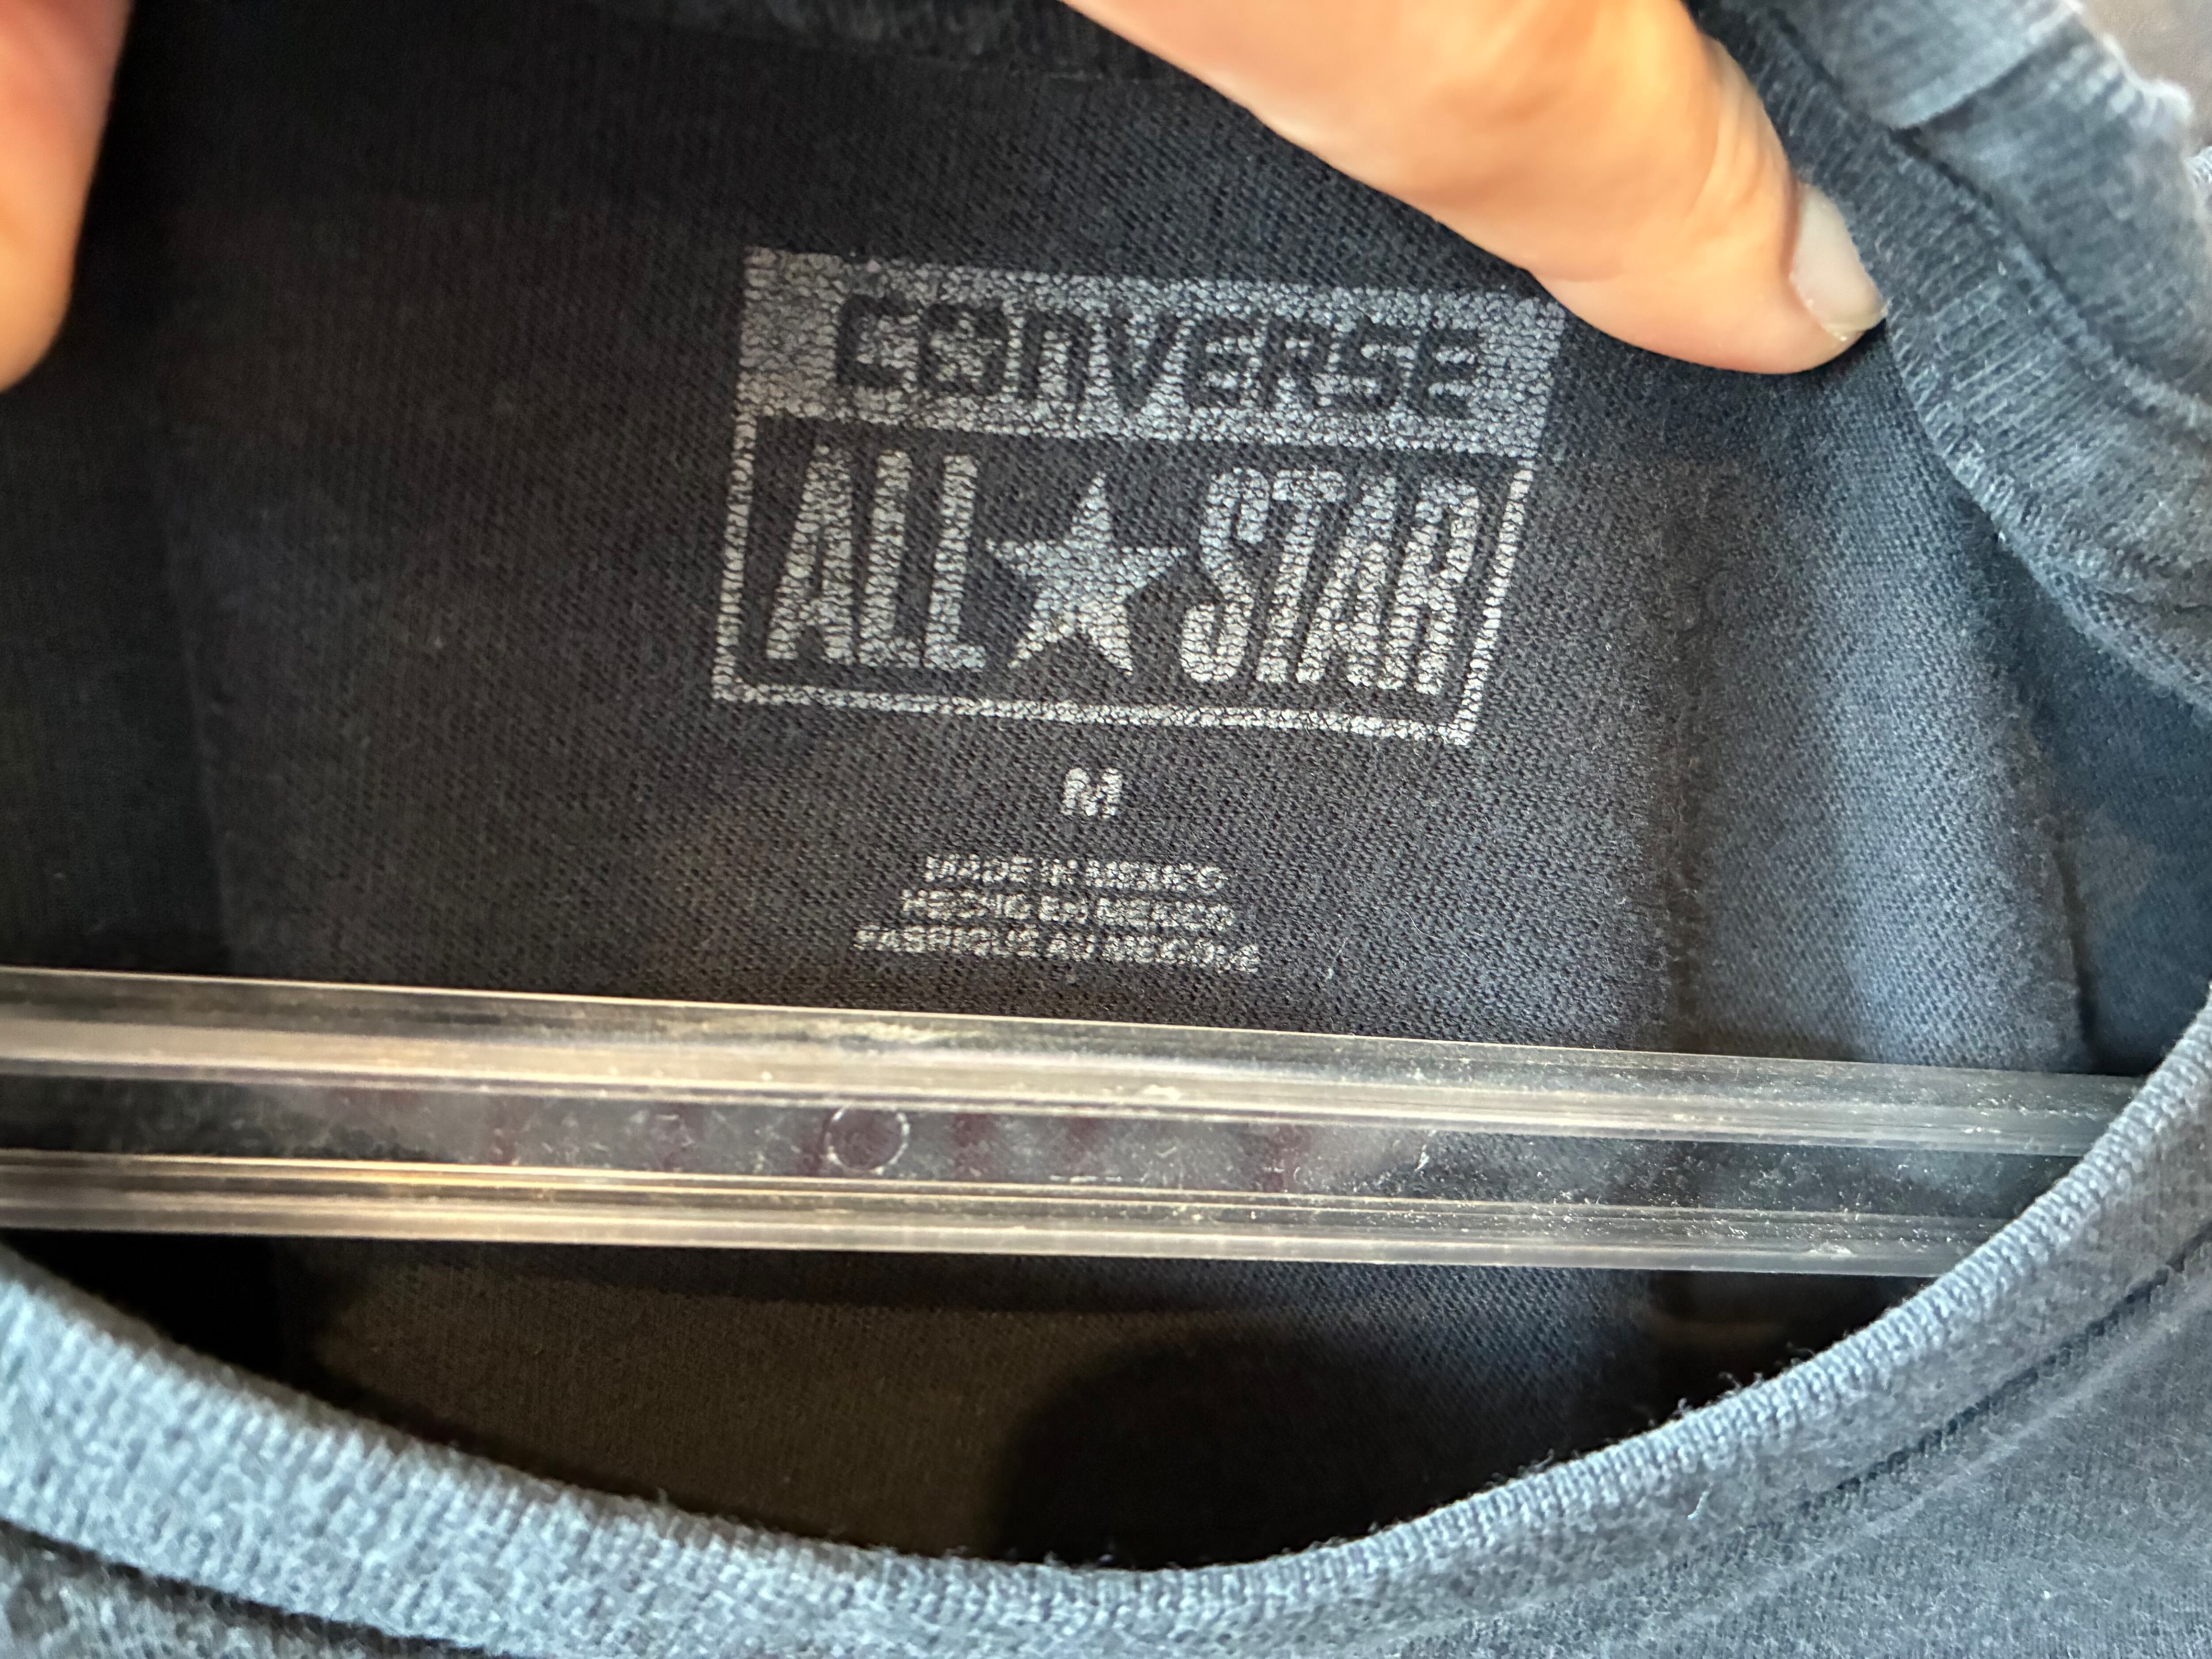 CONVERSE
ALL★STAR
M
MADE IN MEXICO
HECHO EN MEXICO
FABRIQUE AU MEXIQUE